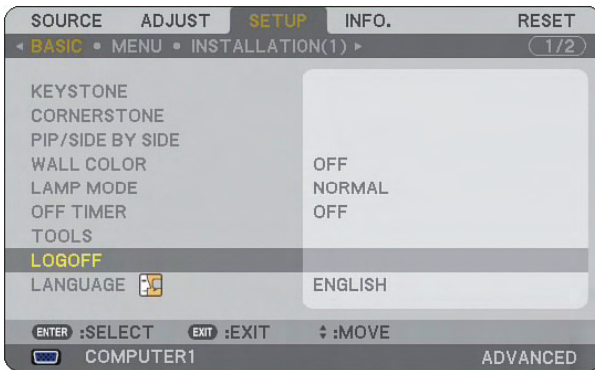 SOURCE ADJUST SETUP INFO. RESET
BASIC • MENU • INSTALLATION(1) 1/2
KEYSTONE
CORNERSTONE
PIP/SIDE BY SIDE
WALL COLOR OFF
LAMP MODE NORMAL
OFF TIMER OFF
TOOLS
LOGOFF
LANGUAGE ENGLISH
ENTER :SELECT EXIT :EXIT :MOVE
COMPUTER1 ADVANCED